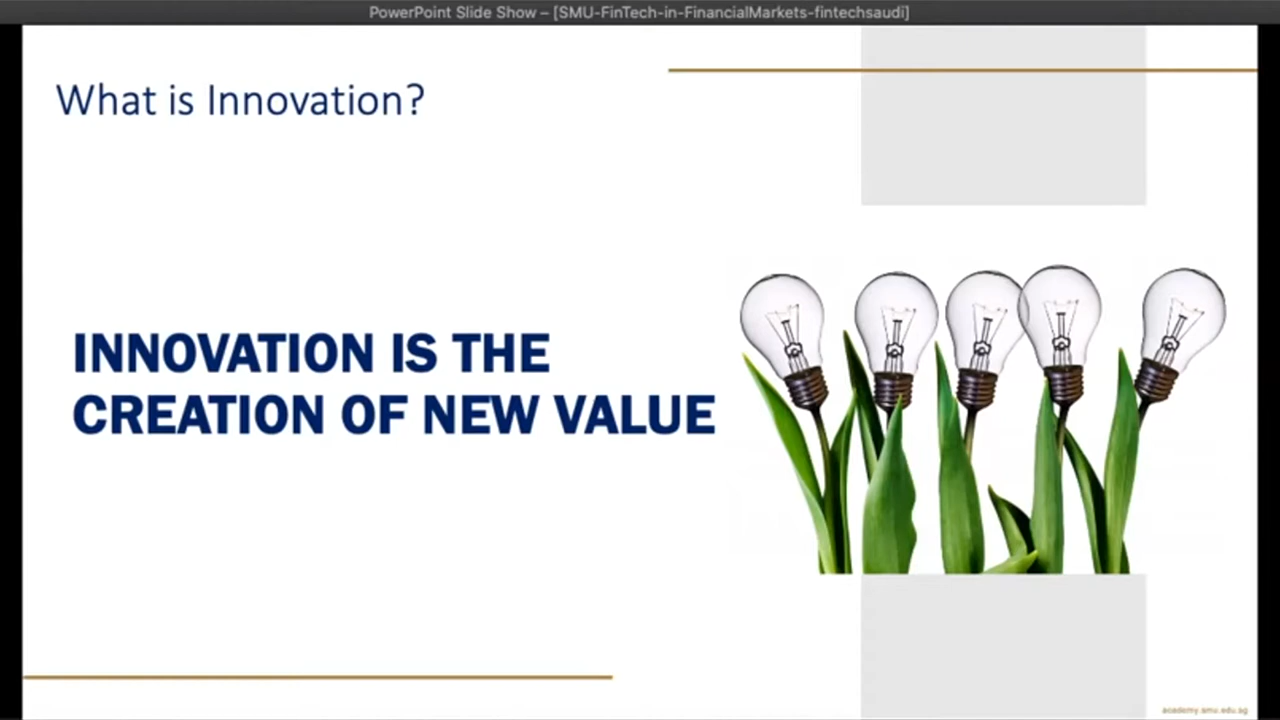 PowerPoint Slide Show – [SMU-FinTech-in-FinancialMarkets-fintechsaudi]
What is Innovation?
INNOVATION IS THE
CREATION OF NEW VALUE
academy.smu.edu.sg